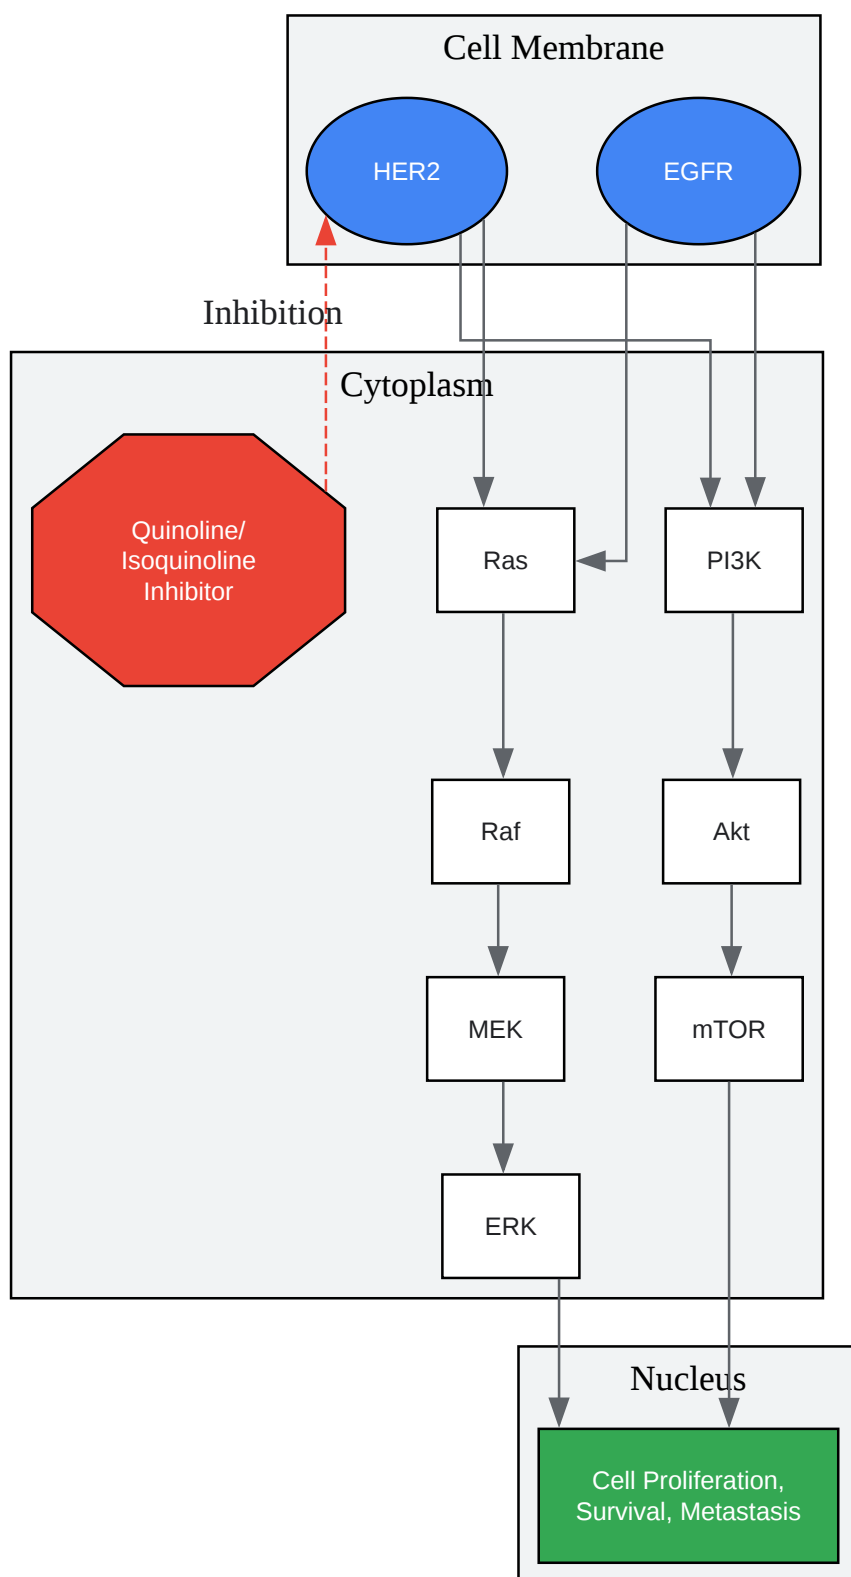 Cell Membrane
HER2
EGFR
Inhibition
Cytoplasm
Quinoline/
Isoquinoline
Inhibitor
Ras
PI3K
Raf
Akt
MEK
mTOR
ERK
Nucleus
Cell Proliferation,
Survival, Metastasis